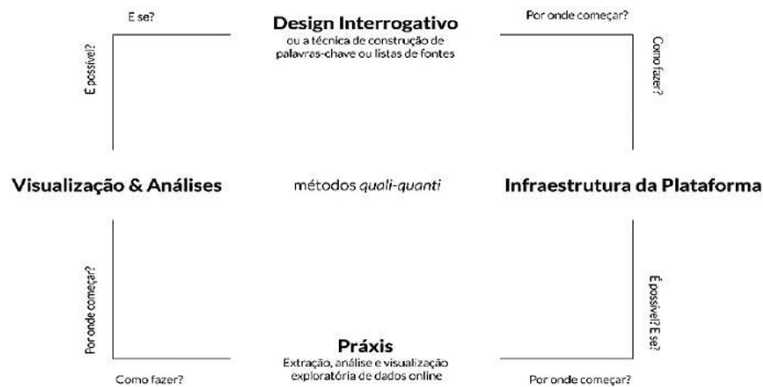 E se?
Design Interrogativo
Por onde começar?
ou a técnica de construção de
palavras-chave ou listas de fontes
É possível?
Como fazer?
Visualização & Análises
métodos quali-quanti
Infraestrutura da Plataforma
Por onde começar?
É possível? E se?
Práxis
Extração, análise e visualização
exploratória de dados online
Como fazer?
Por onde começar?